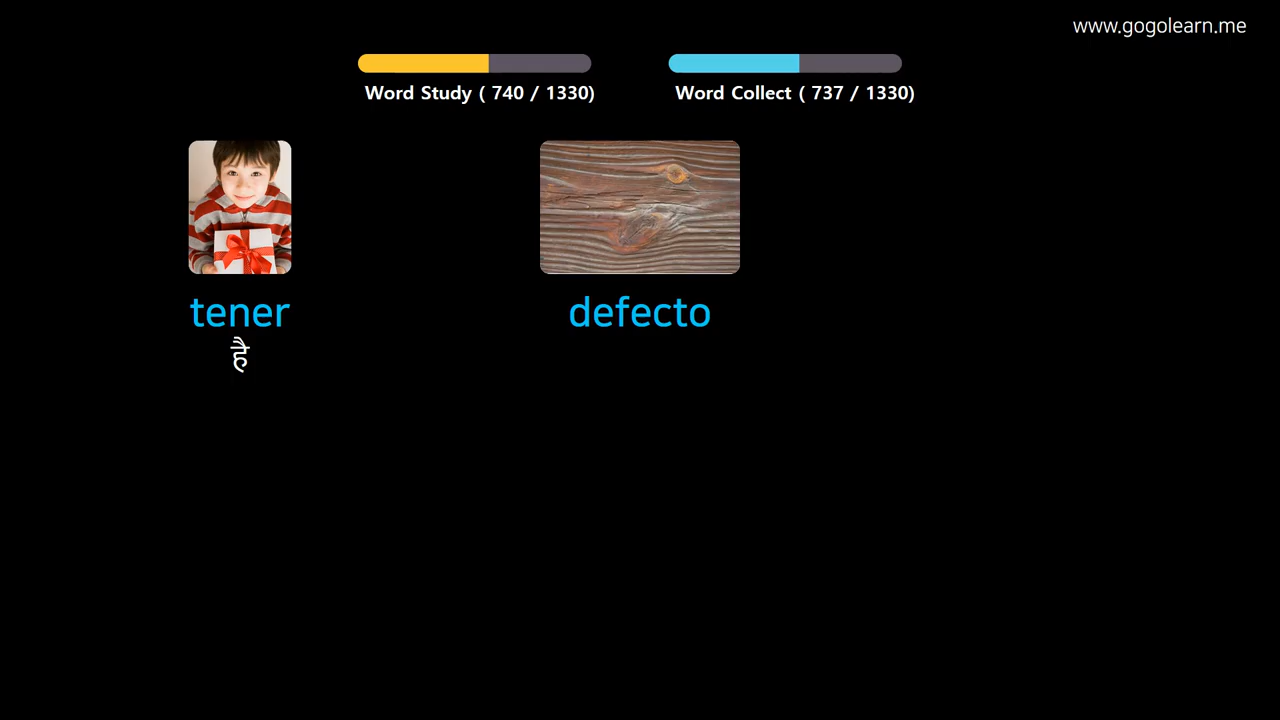 www.gogolearn.me
Word Study ( 740 / 1330)
Word Collect ( 737 / 1330)
tener
है
defecto